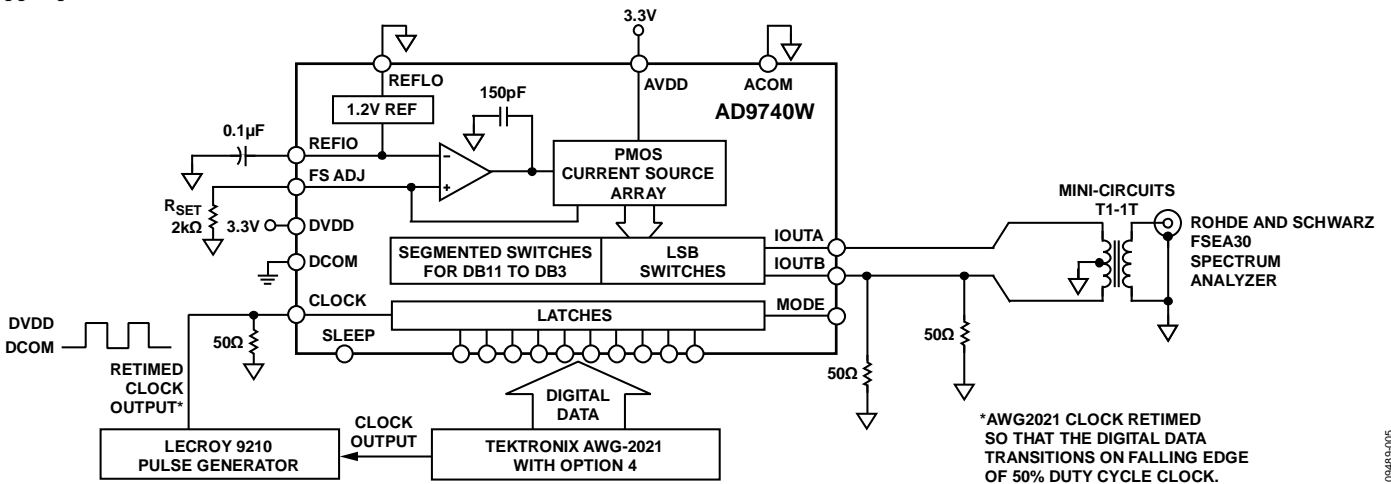 3.3V
REFLO
AVDD
ACOM
150pF
AD9740W
1.2V REF
0.1µF
REFIO
PMOS
CURRENT SOURCE
ARRAY
FS ADJ
MINI-CIRCUITS
T1-1T
RSET
2kΩ
3.3V
DVDD
ROHDE AND SCHWARZ
FSEA30
SPECTRUM
ANALYZER
IOUTA
SEGMENTED SWITCHES
FOR DB11 TO DB3
LSB
SWITCHES
DCOM
IOUTB
CLOCK
MODE
LATCHES
DVDD
DCOM
50Ω
SLEEP
50Ω
50Ω
RETIMED
CLOCK
OUTPUT*
DIGITAL
DATA
CLOCK
OUTPUT
LECROY 9210
PULSE GENERATOR
TEKTRONIX AWG-2021
WITH OPTION 4
*AWG2021 CLOCK RETIMED
SO THAT THE DIGITAL DATA
TRANSITIONS ON FALLING EDGE
OF 50% DUTY CYCLE CLOCK.
09489-005